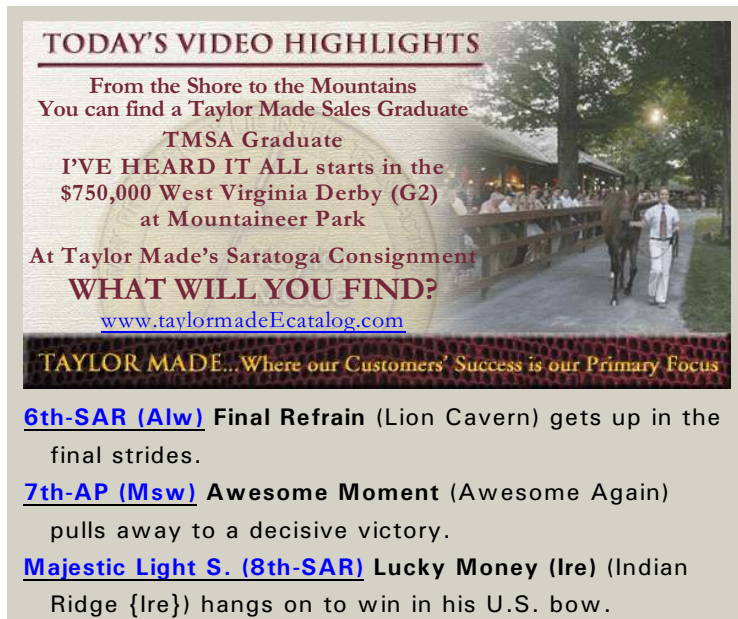 TODAY'S VIDEO HIGHLIGHTS
From the Shore to the Mountains
You can find a Taylor Made Sales Graduate
TMSA Graduate
I'VE HEARD IT ALL starts in the
$750,000 West Virginia Derby (G2)
at Mountaineer Park
At Taylor Made's Saratoga Consignment
WHAT WILL YOU FIND?
www.taylormadeEcatalog.com
TAYLOR MADE...Where our Customers' Success is our Primary Focus
6th-SAR (Alw) Final Refrain (Lion Cavern) gets up in the
final strides.
7th-AP (Msw) Awesome Moment (Awesome Again)
pulls away to a decisive victory.
Majestic Light S. (8th-SAR) Lucky Money (Ire) (Indian
Ridge {Ire}) hangs on to win in his U.S. bow.